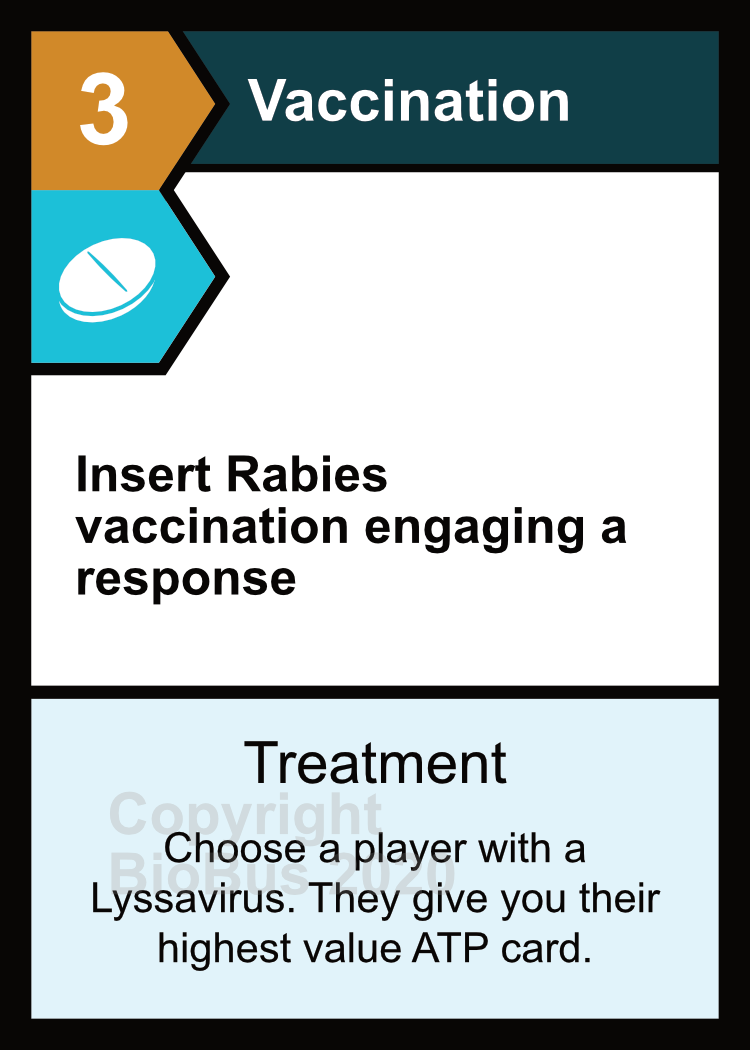 3
Vaccination
Insert Rabies
vaccination engaging a
response
Treatment
Copyright
BioBus 2020
Choose a player with a
Lyssavirus. They give you their
highest value ATP card.